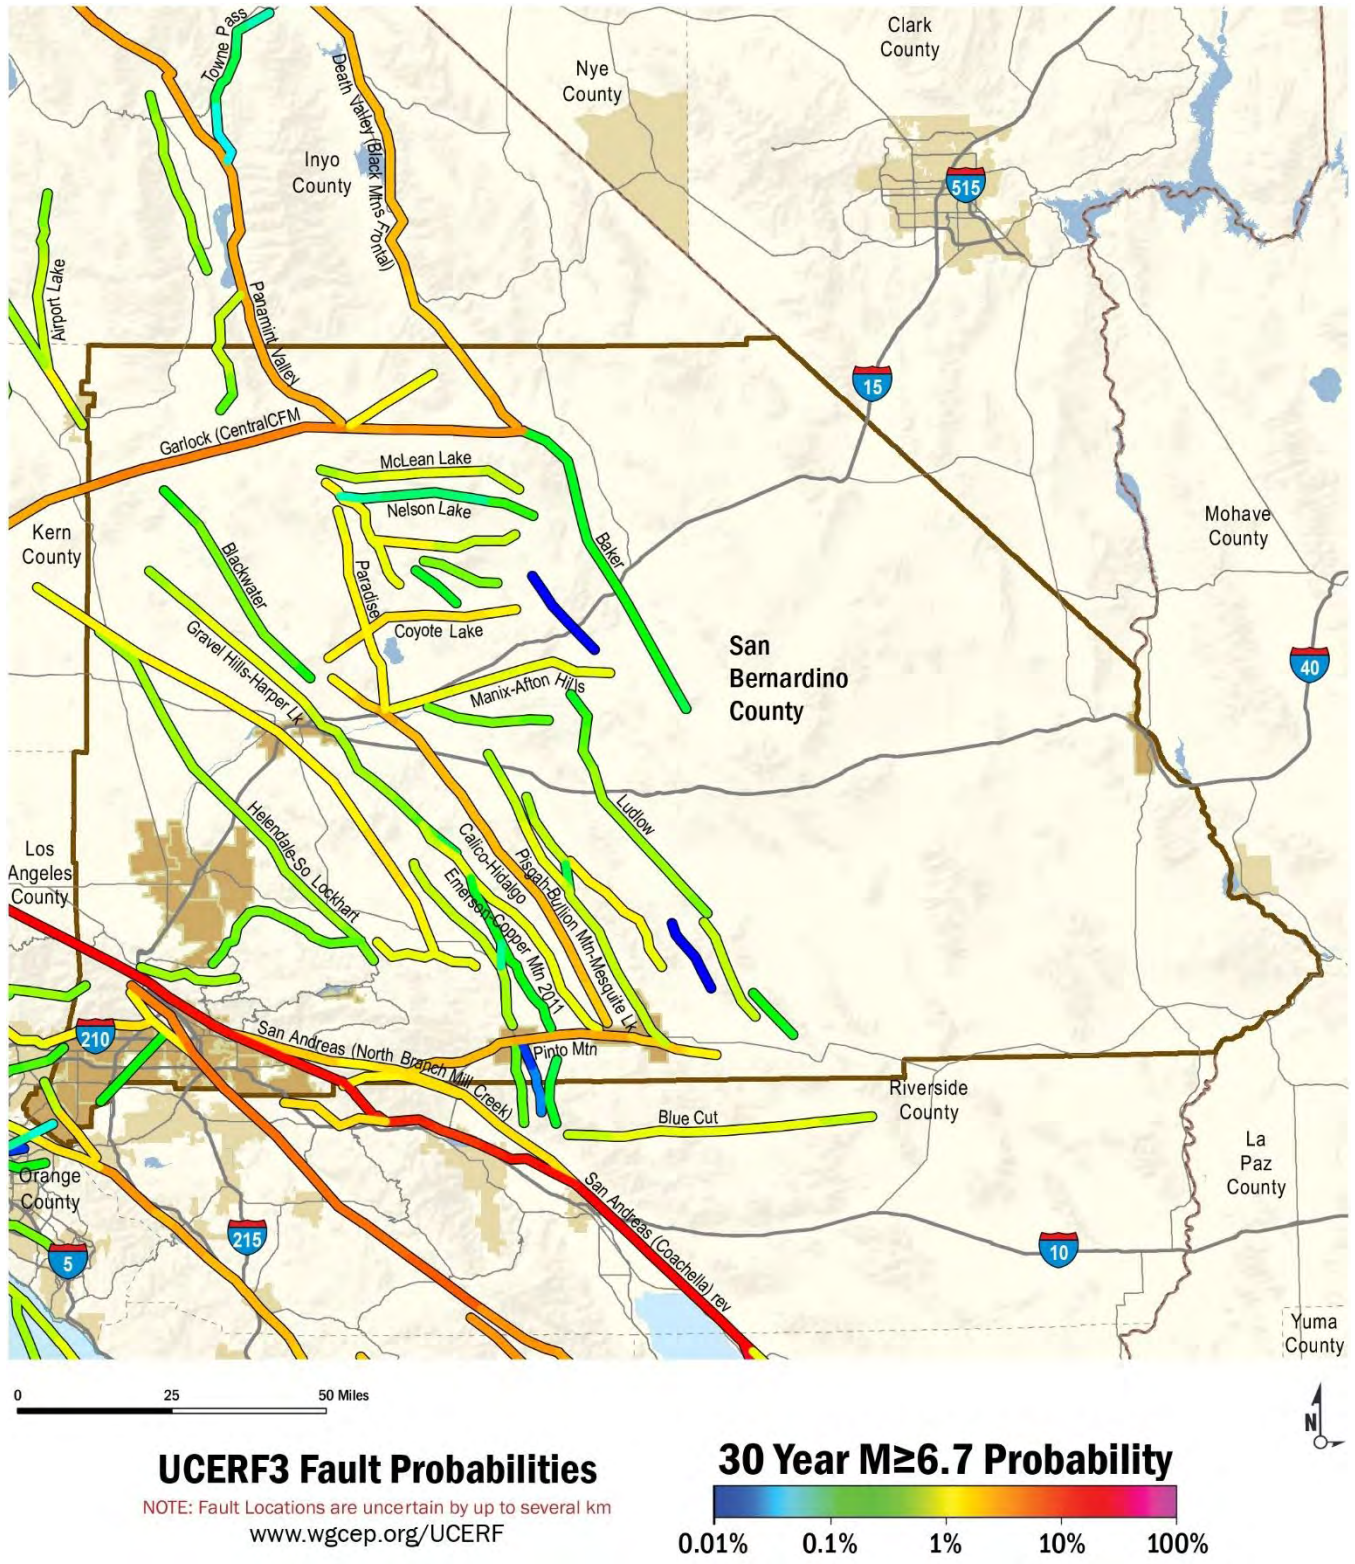 Clark
County
Nye
County
Towne Pass
Death Valley (Black Mtns Frontal)
Inyo
County
515
Airport Lake
Panamint Valley
15
Garlock (CentralCFM
McLean Lake
Nelson Lake
Kern
County
Mohave
County
Blackwater
Baker
Paradise
Coyote Lake
Gravel Hills-Harper Lk
San
Bernardino
County
40
Manix-Afton Hills
Ludlow
Helendale-So Lockhart
Calico-Hidalgo
Pisgah-Bullion Mtn-Mesquite Lk
Emerson-Copper Mtn 2011
Los
Angeles
County
210
San Andreas (North Branch Mill Creek)
Pinto Mtn
Riverside
County
Blue Cut
La
Paz
County
Orange
County
San Andreas (Coachella) rev
215
5
10
Yuma
County
0 25 50 Miles
N
UCERF3 Fault Probabilities
NOTE: Fault Locations are uncertain by up to several km
www.wgcep.org/UCERF
30 Year M≥6.7 Probability
0.01% 0.1% 1% 10% 100%